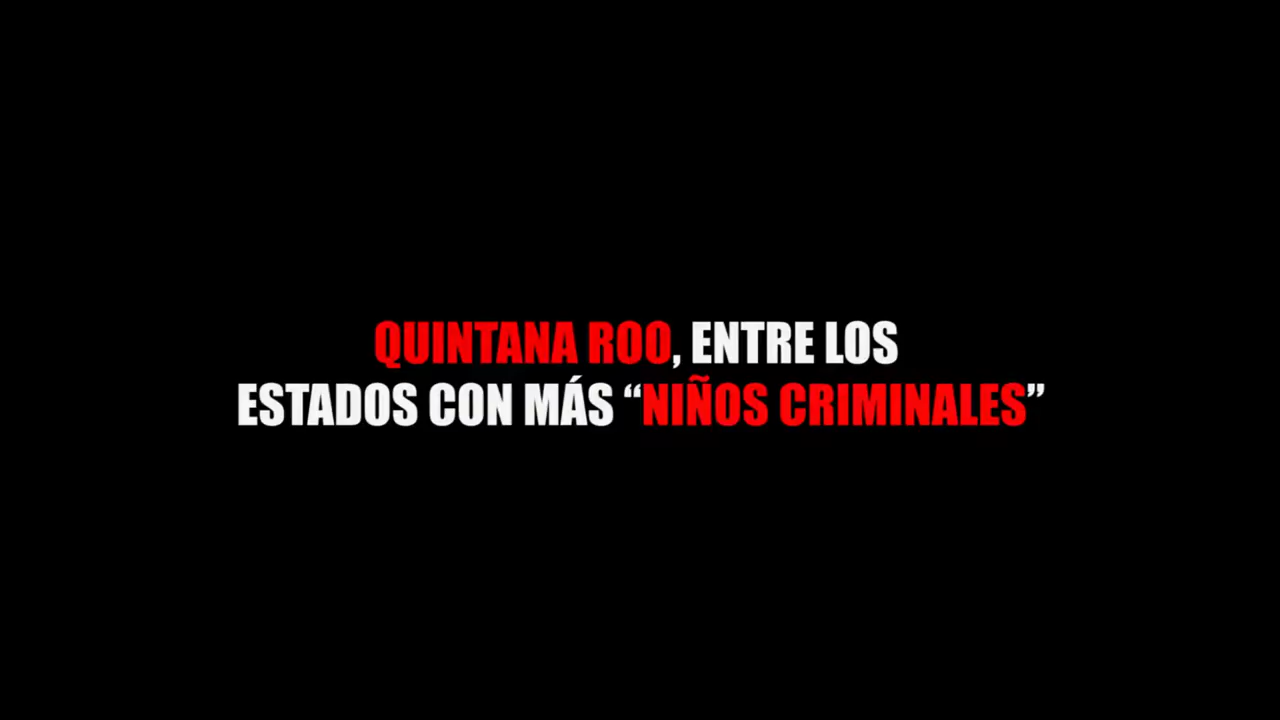 QUINTANA ROO, ENTRE LOS
ESTADOS CON MÁS “NIÑOS CRIMINALES”